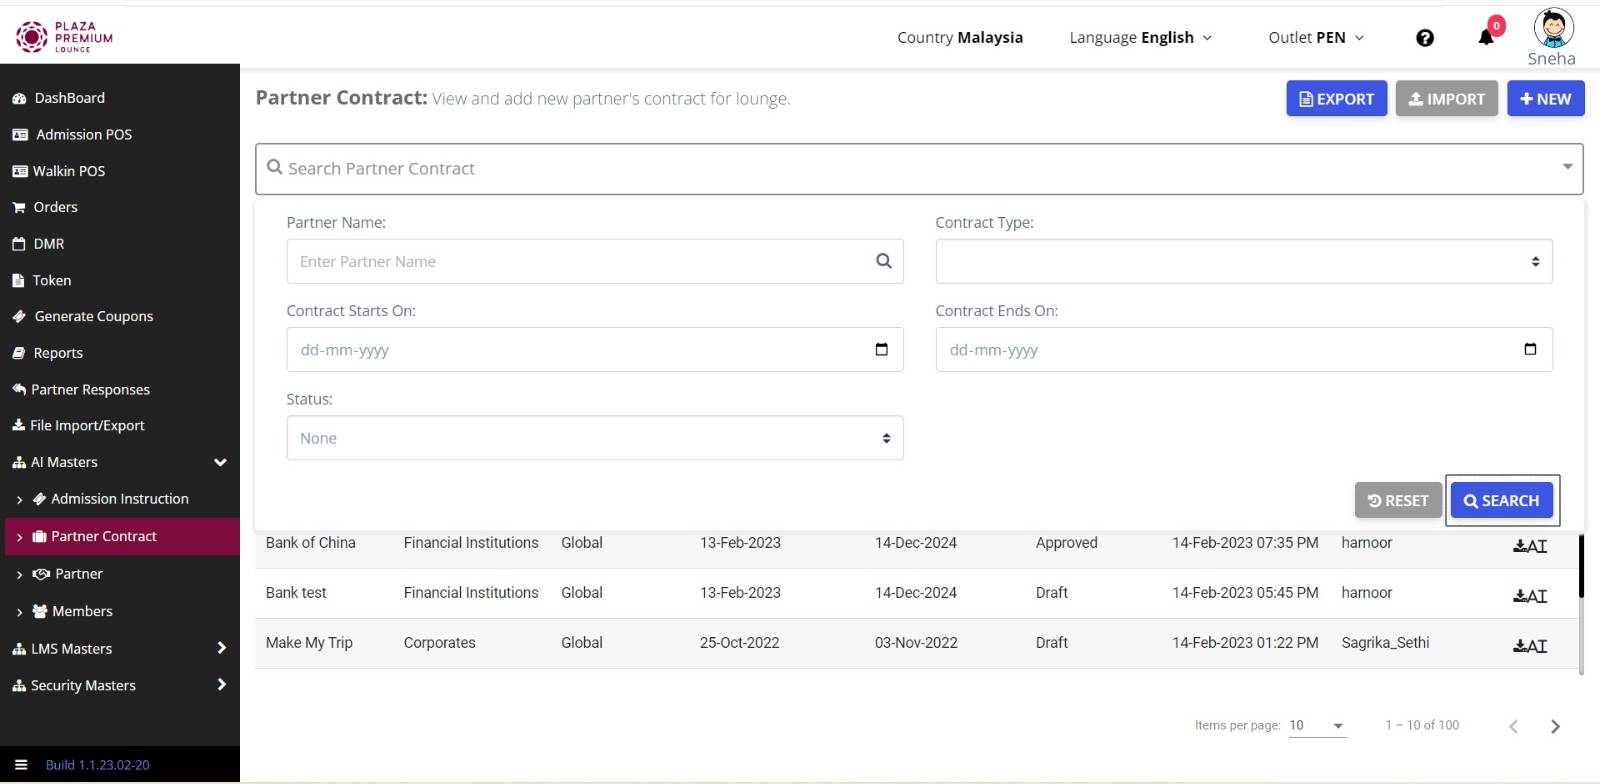 PLAZA
PREMIUM
LOUNGE
Country Malaysia
Language English
Outlet PEN
0
Sneha
DashBoard
Admission POS
Walkin POS
Orders
DMR
Token
Generate Coupons
Reports
Partner Responses
File Import/Export
AI Masters
Admission Instruction
Partner Contract
Partner
Members
LMS Masters
Security Masters
Build 1.1.23.02-20
Partner Contract: View and add new partner's contract for lounge.
EXPORT
IMPORT
+ NEW
Search Partner Contract
Partner Name:
Enter Partner Name
Contract Type:
Contract Starts On:
dd-mm-yyyy
Contract Ends On:
dd-mm-yyyy
Status:
None
RESET
SEARCH
Bank of China Financial Institutions Global 13-Feb-2023 14-Dec-2024 Approved 14-Feb-2023 07:35 PM harnoor AI
Bank test Financial Institutions Global 13-Feb-2023 14-Dec-2024 Draft 14-Feb-2023 05:45 PM harnoor AI
Make My Trip Corporates Global 25-Oct-2022 03-Nov-2022 Draft 14-Feb-2023 01:22 PM Sagrika_Sethi AI
Items per page: 10 1 – 10 of 100